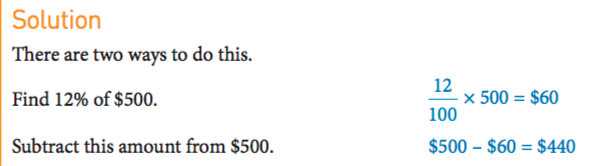 Solution
There are two ways to do this.
Find 12% of $500. 12/100 × 500 = $60
Subtract this amount from $500. $500 – $60 = $440